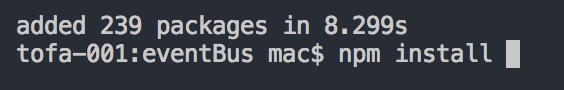 added 239 packages in 8.299s
tofa-001:eventBus mac$ npm install